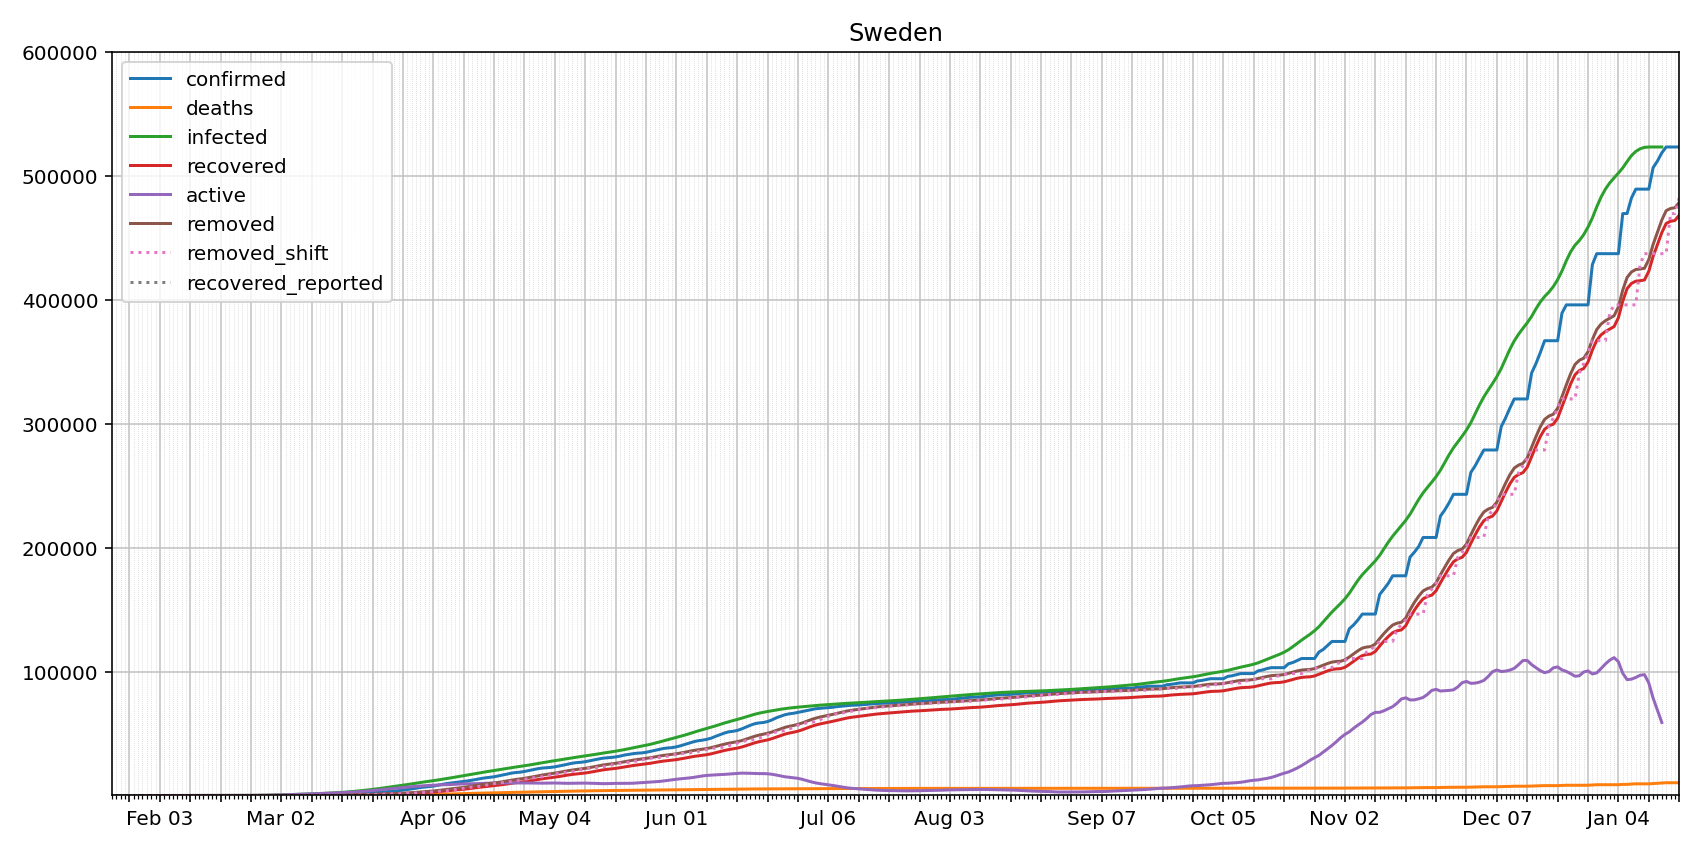 Sweden
600000
500000
400000
300000
200000
100000
confirmed
deaths
infected
recovered
active
removed
removed_shift
recovered_reported
Feb 03 Mar 02 Apr 06 May 04 Jun 01 Jul 06 Aug 03 Sep 07 Oct 05 Nov 02 Dec 07 Jan 04